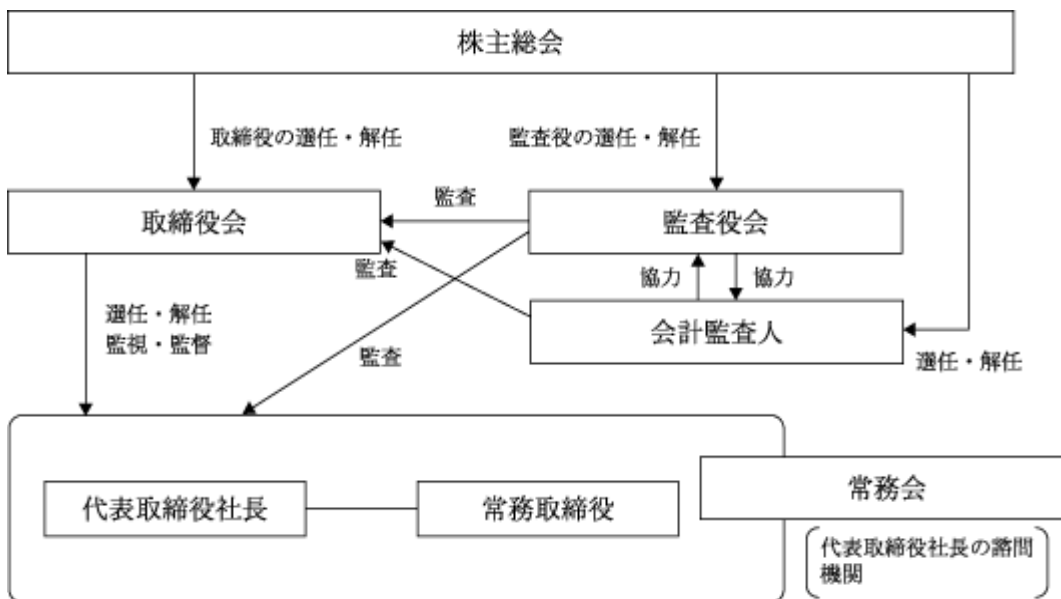 株主総会
取締役の選任・解任
監査役の選任・解任
取締役会
監査
監査役会
監査
協力
協力
会計監査人
選任・解任
監視・監督
監査
選任・解任
代表取締役社長
常務取締役
常務会
代表取締役社長の諮問
機関